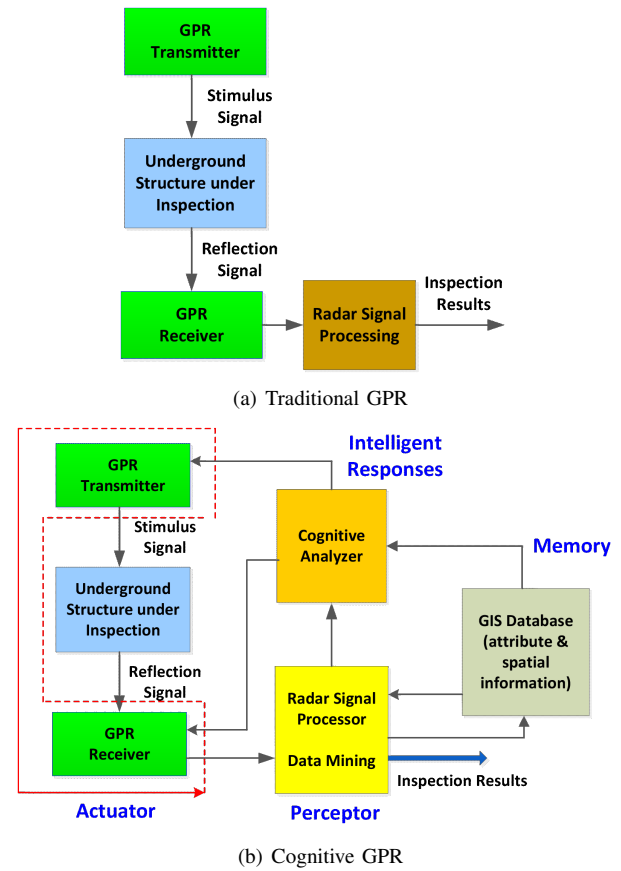 GPR
Transmitter
Stimulus
Signal
Underground
Structure under
Inspection
Reflection
Signal
GPR
Receiver
Radar Signal
Processing
Inspection
Results
(a) Traditional GPR
Intelligent
Responses
GPR
Transmitter
Stimulus
Signal
Cognitive
Analyzer
Memory
Underground
Structure under
Inspection
GIS Database
(attribute &
spatial
information)
Reflection
Signal
Radar Signal
Processor
Data Mining
GPR
Receiver
Inspection Results
Actuator
Perceptor
(b) Cognitive GPR